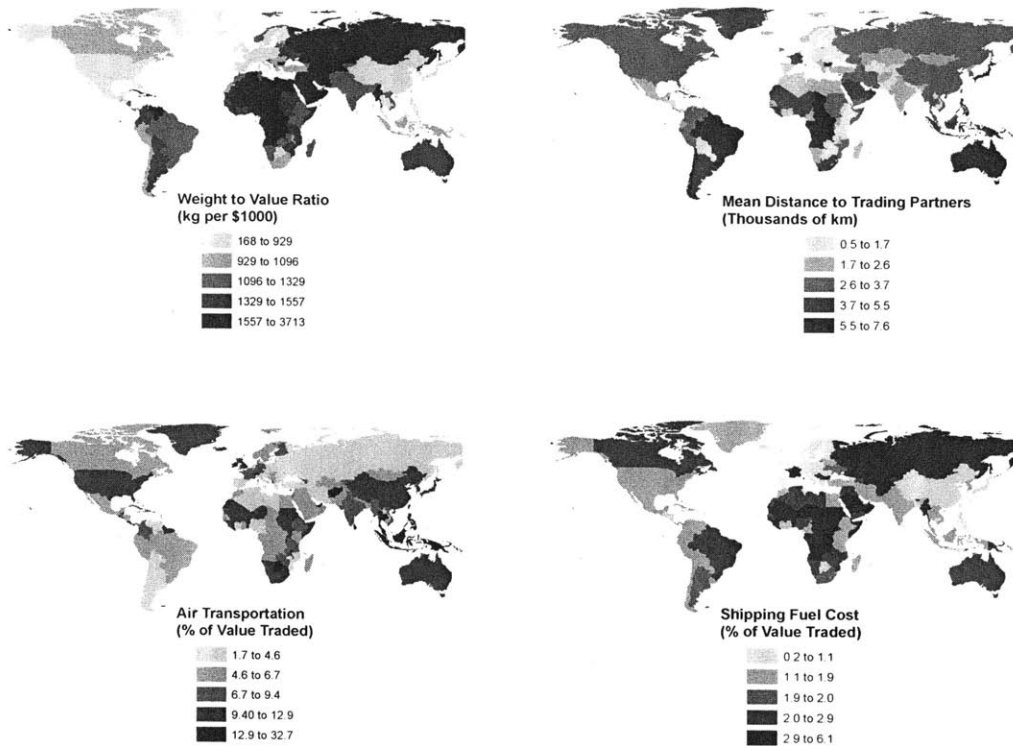 Weight to Value Ratio
(kg per $1000)
168 to 929
929 to 1096
1096 to 1329
1329 to 1557
1557 to 3713
Mean Distance to Trading Partners
(Thousands of km)
0.5 to 1.7
1.7 to 2.6
2.6 to 3.7
3.7 to 5.5
5.5 to 7.6
Air Transportation
(% of Value Traded)
1.7 to 4.6
4.6 to 6.7
6.7 to 9.4
9.40 to 12.9
12.9 to 32.7
Shipping Fuel Cost
(% of Value Traded)
0.2 to 1.1
1.1 to 1.9
1.9 to 2.0
2.0 to 2.9
2.9 to 6.1